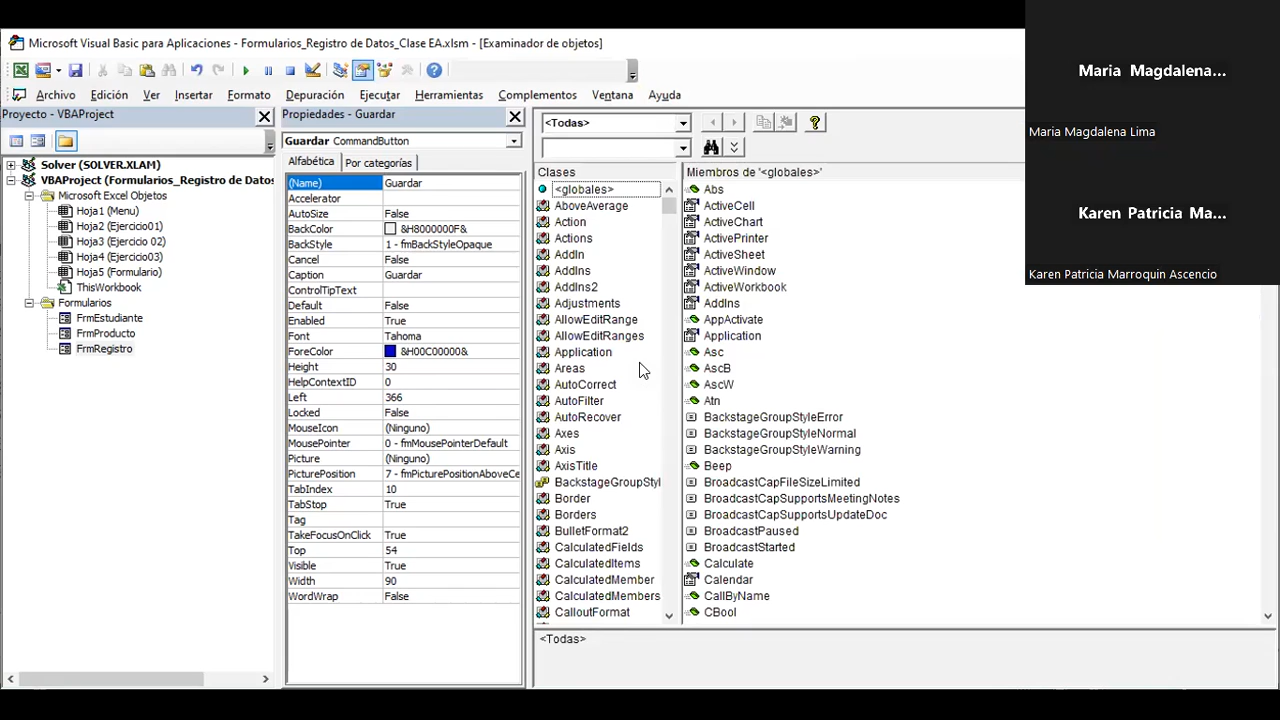 Microsoft Visual Basic para Aplicaciones - Formularios_Registro de Datos_Clase EA.xlsm - [Examinador de objetos]
Archivo Edición Ver Insertar Formato Depuración Ejecutar Herramientas Complementos Ventana Ayuda
Proyecto - VBAProject
Solver (SOLVER.XLAM)
VBAProject (Formularios_Registro de Datos
Microsoft Excel Objetos
Hoja1 (Menu)
Hoja2 (Ejercicio01)
Hoja3 (Ejercicio 02)
Hoja4 (Ejercicio03)
Hoja5 (Formulario)
ThisWorkbook
Formularios
FrmEstudiante
FrmProducto
FrmRegistro
Propiedades - Guardar
Guardar CommandButton
Alfabética Por categorías
(Name) Guardar
Accelerator
AutoSize False
BackColor &H8000000F&
BackStyle 1 - fmBackStyleOpaque
Cancel False
Caption Guardar
ControlTipText
Default False
Enabled True
Font Tahoma
ForeColor &H00C00000&
Height 30
HelpContextID 0
Left 366
Locked False
MouseIcon (Ninguno)
MousePointer 0 - fmMousePointerDefault
Picture (Ninguno)
PicturePosition 7 - fmPicturePositionAboveCe
TabIndex 10
TabStop True
Tag
TakeFocusOnClick True
Top 54
Visible True
Width 90
WordWrap False
<Todas>
Clases
<globales>
AboveAverage
Action
Actions
AddIn
AddIns
AddIns2
Adjustments
AllowEditRange
AllowEditRanges
Application
Areas
AutoCorrect
AutoFilter
AutoRecover
Axes
Axis
AxisTitle
BackstageGroupStyl
Border
Borders
BulletFormat2
CalculatedFields
CalculatedItems
CalculatedMember
CalculatedMembers
CalloutFormat
Miembros de '<globales>'
Abs
ActiveCell
ActiveChart
ActivePrinter
ActiveSheet
ActiveWindow
ActiveWorkbook
AddIns
AppActivate
Application
Asc
AscB
AscW
Atn
BackstageGroupStyleError
BackstageGroupStyleNormal
BackstageGroupStyleWarning
Beep
BroadcastCapFileSizeLimited
BroadcastCapSupportsMeetingNotes
BroadcastCapSupportsUpdateDoc
BroadcastPaused
BroadcastStarted
Calculate
Calendar
CallByName
CBool
<Todas>
Maria Magdalena...
Maria Magdalena Lima
Karen Patricia Ma...
Karen Patricia Marroquin Ascencio